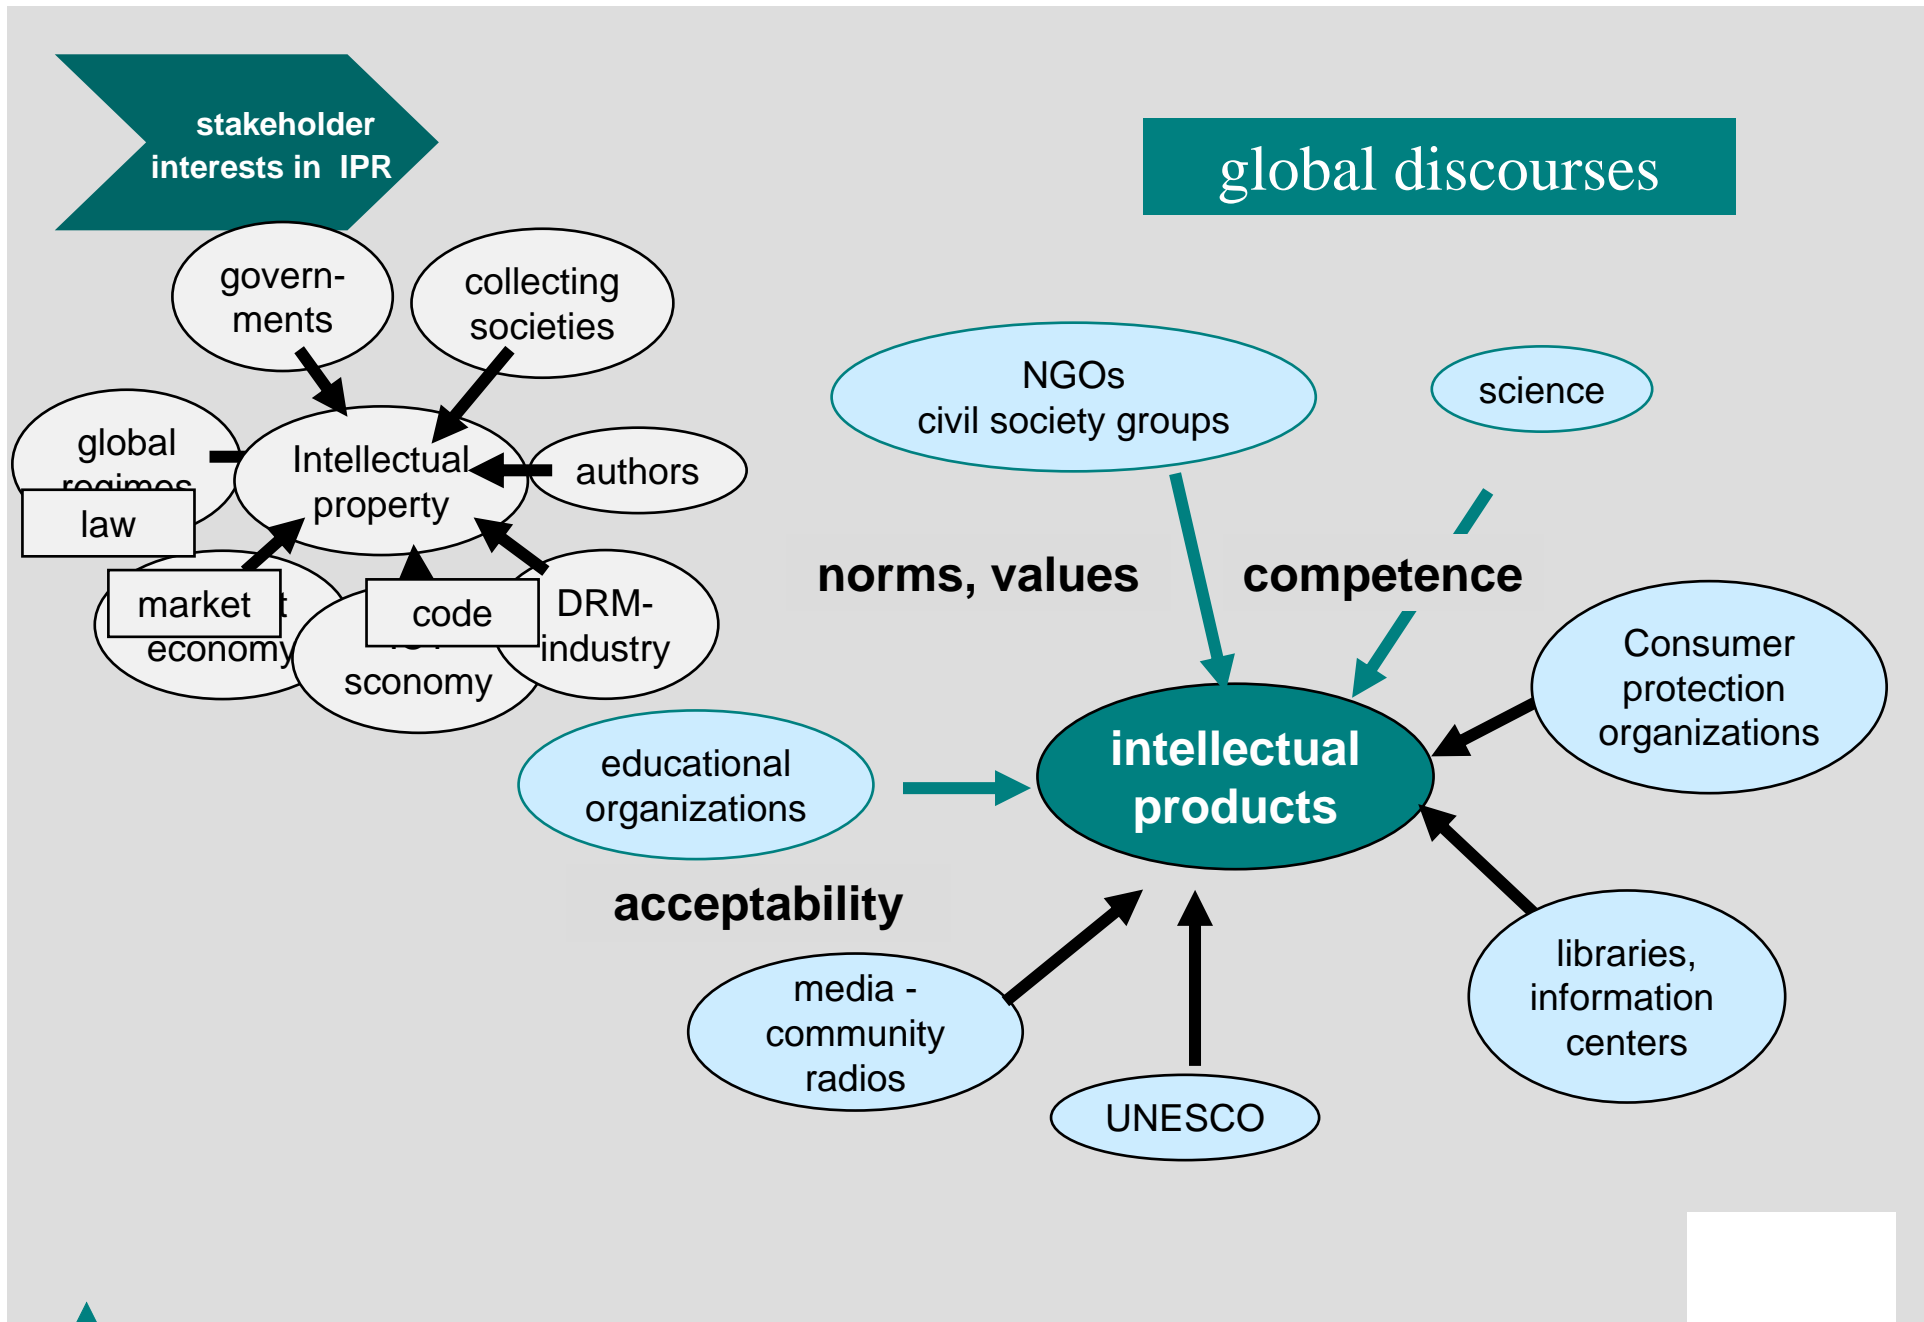 stakeholder
interests in IPR
global discourses
govern-
ments
collecting
societies
global
regimes
law
Intellectual
property
authors
market
economy
code
sconomy
DRM-
industry
NGOs
civil society groups
science
norms, values
competence
Consumer
protection
organizations
educational
organizations
intellectual
products
acceptability
media -
community
radios
UNESCO
libraries,
information
centers